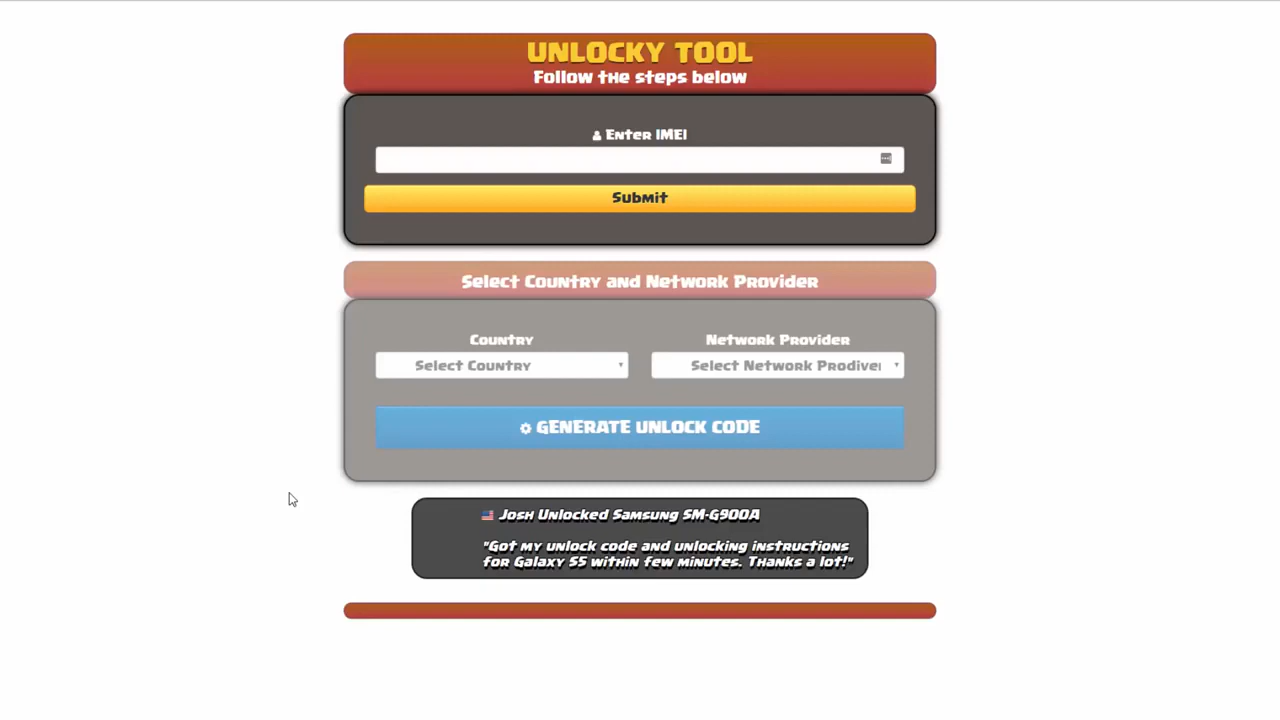 UNLOCKY TOOL
Follow the steps below
Enter IMEI
Submit
Select Country and Network Provider
Country
Network Provider
Select Country
Select Network Prodiver
GENERATE UNLOCK CODE
Josh Unlocked Samsung SM-G900A
"Got my unlock code and unlocking instructions
for Galaxy S5 within few minutes. Thanks a lot!"